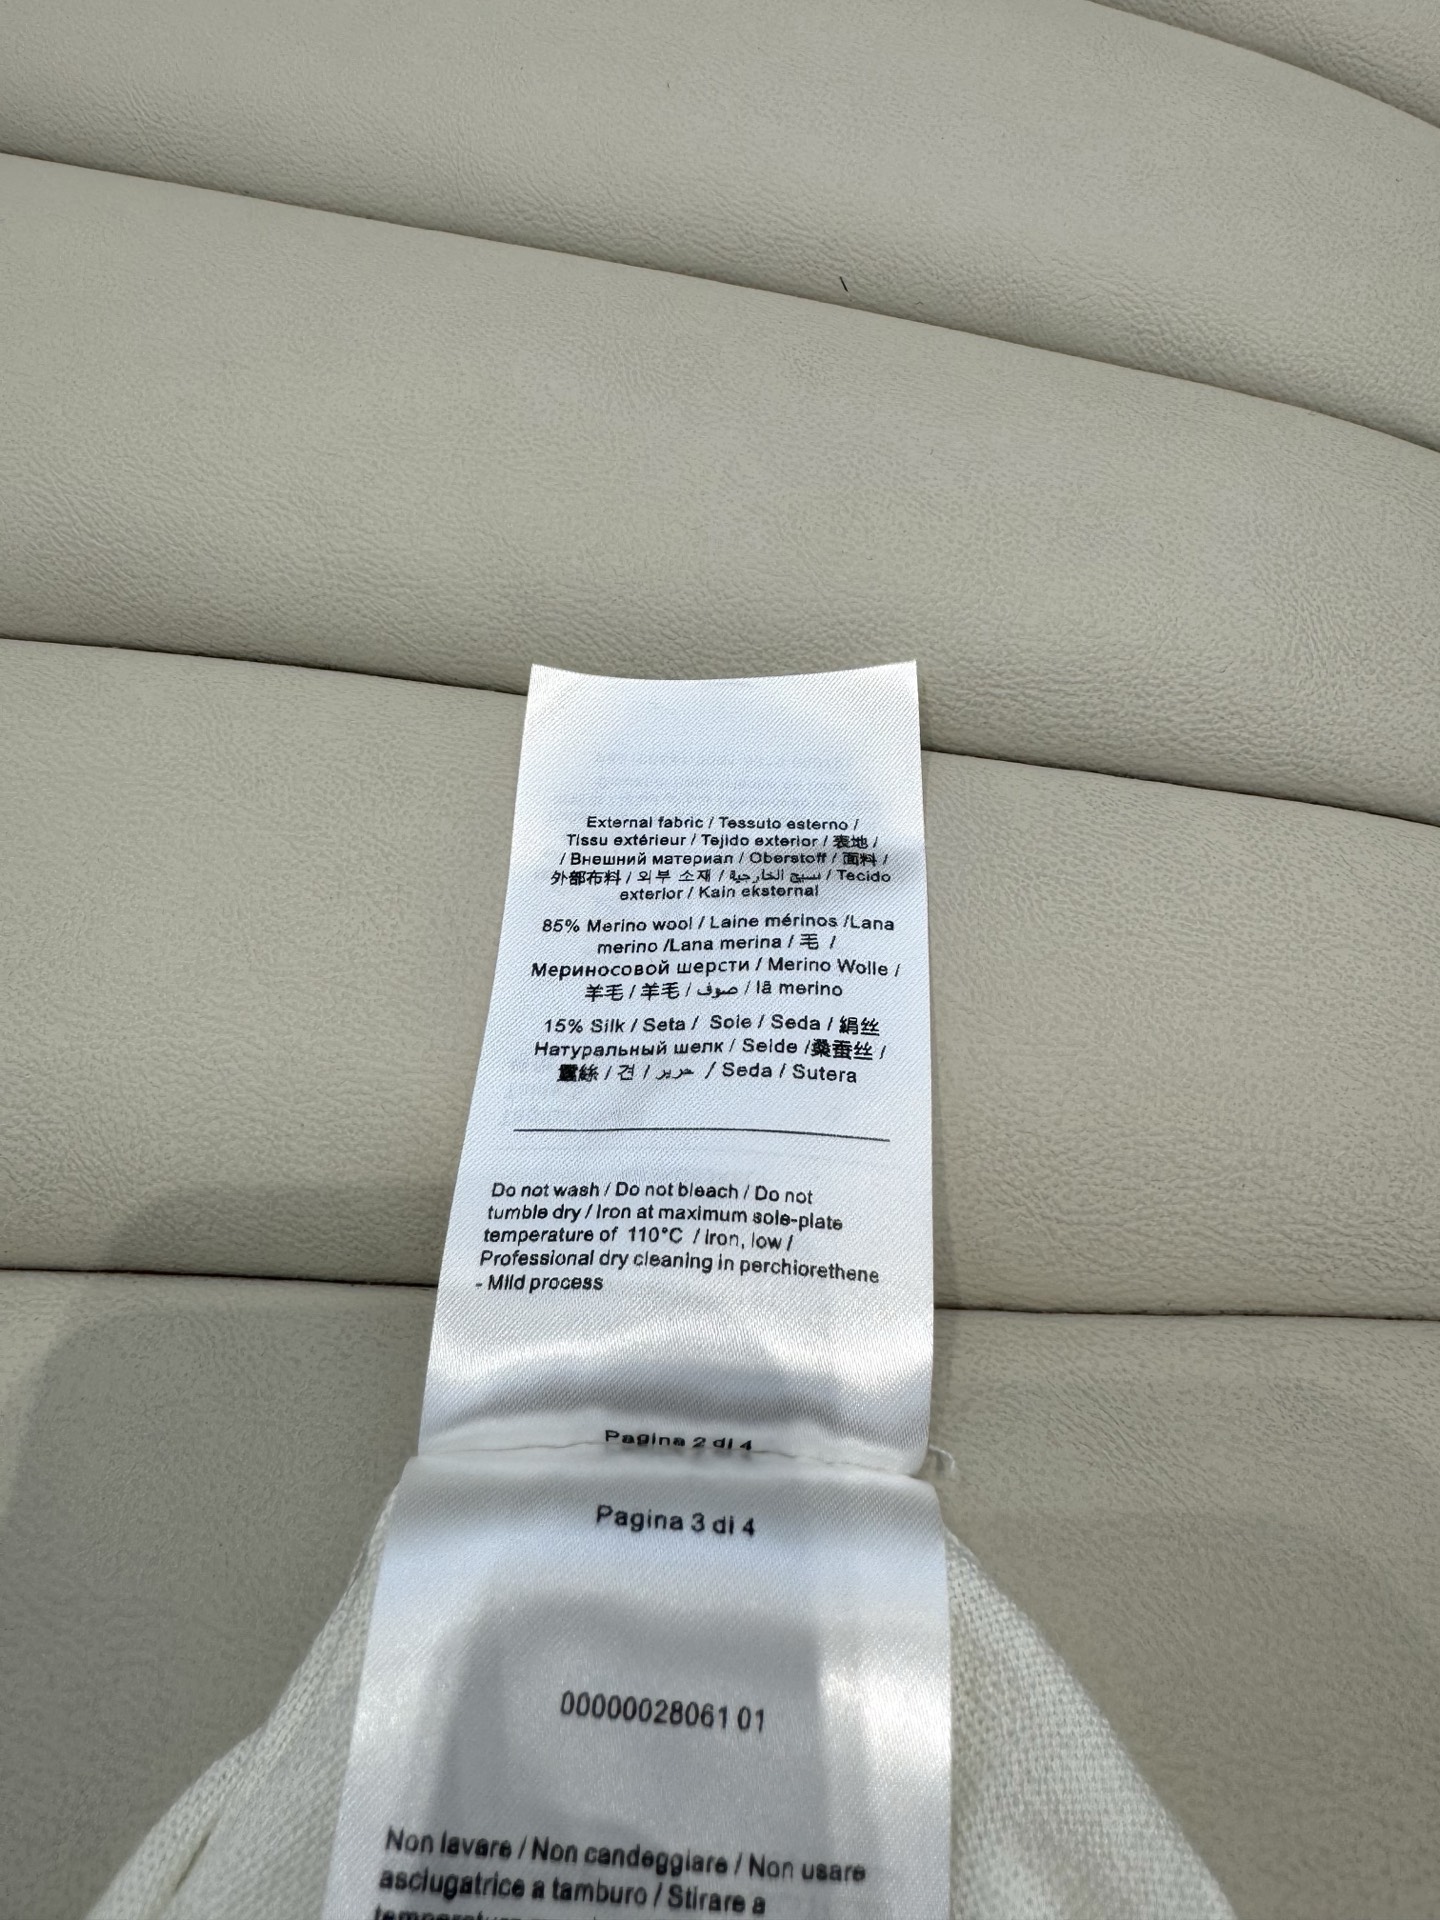 External fabric / Tessuto esterno /
Tissu extérieur / Tejido exterior / 表地 /
/ Внешний материал / Oberstoff / 面料 /
外部布料 / 외부 소재 / نسيج الخارجية / Tecido
exterior / Kain eksternal
85% Merino wool / Laine mérinos /Lana
merino /Lana merina / 毛 /
Мериносовой шерсти / Merino Wolle /
羊毛 / 羊毛 / صوف / lã merino
15% Silk / Seta / Soie / Seda / 絹丝
Натуральный шелк / Seide /桑蚕丝 /
蠶絲 / 견 / حرير / Seda / Sutera
Do not wash / Do not bleach / Do not
tumble dry / Iron at maximum sole-plate
temperature of 110°C / Iron, low /
Professional dry cleaning in perchiorethene
- Mild process
Pagina 2 di 4
Pagina 3 di 4
00000028061 01
Non lavare / Non candeggiare / Non usare
asciugatrice a tamburo / Stirare a